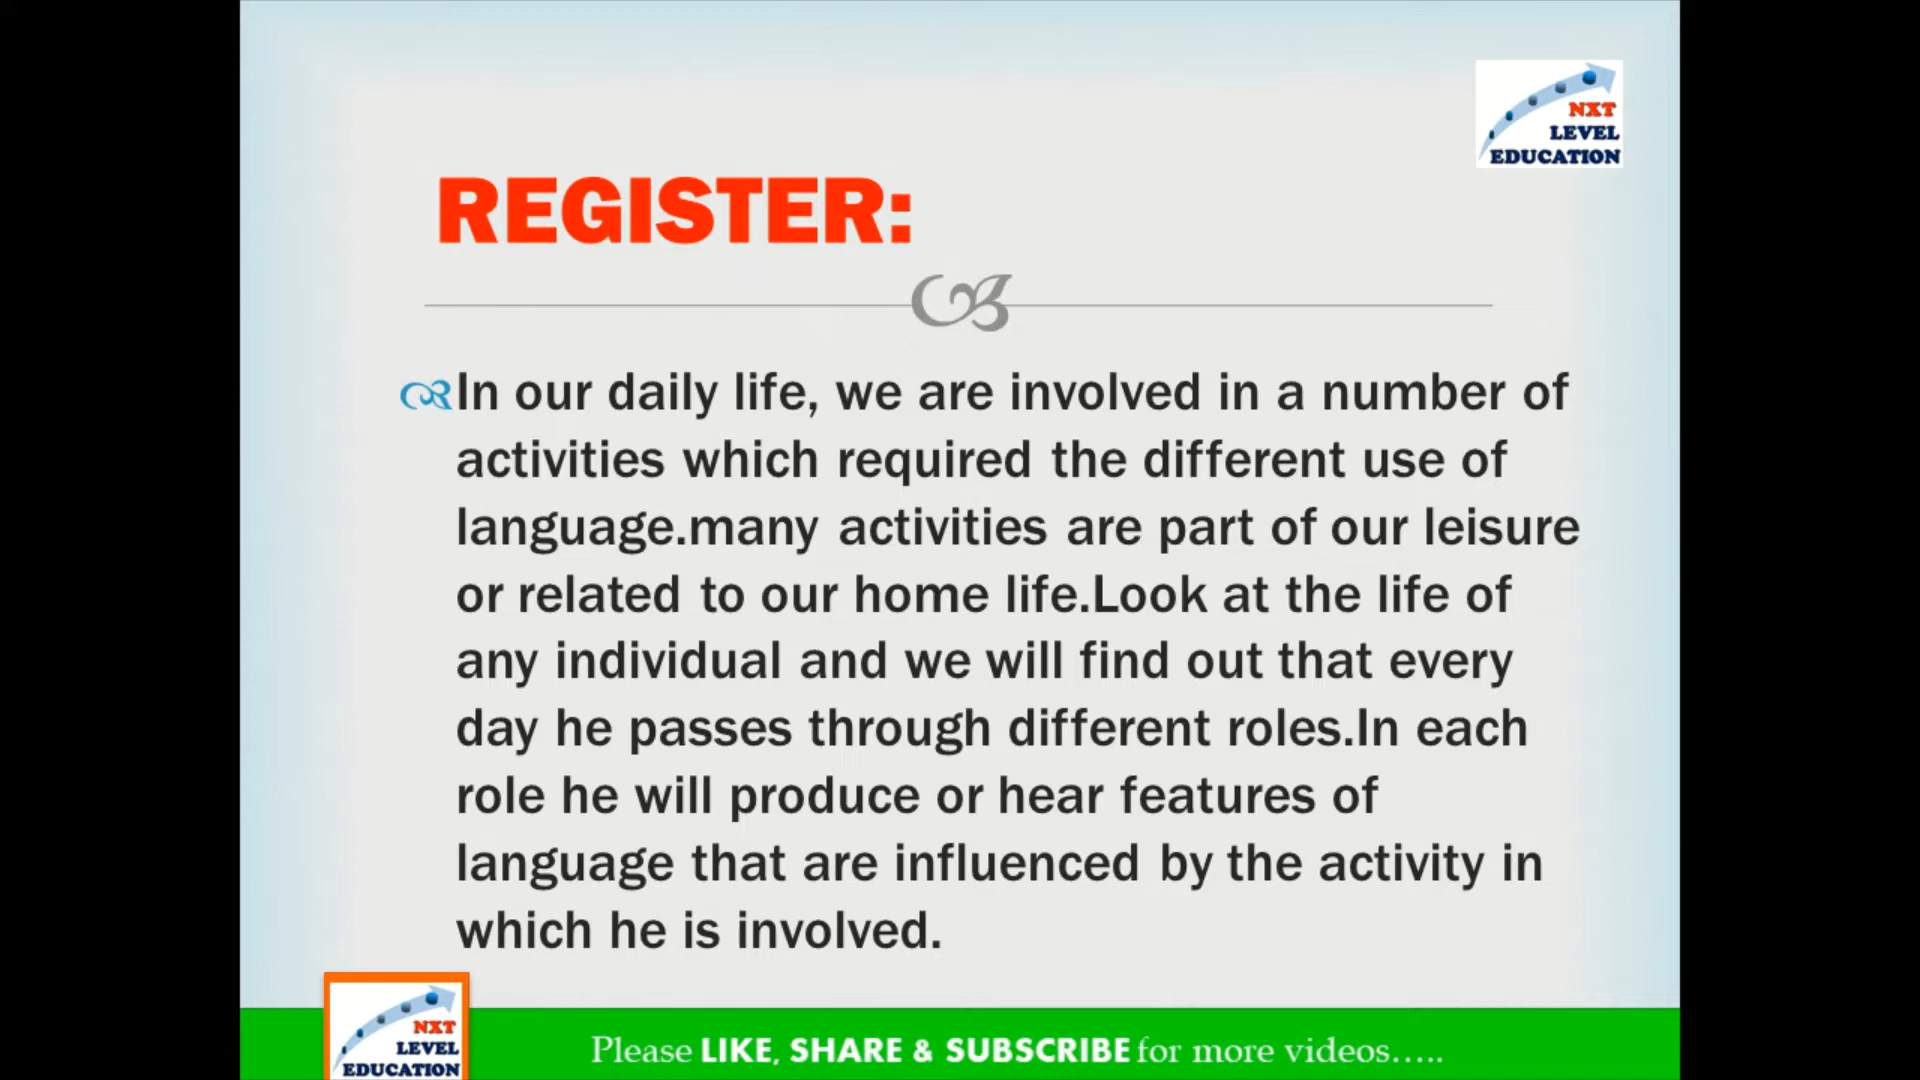 NXT
LEVEL
EDUCATION
REGISTER:
In our daily life, we are involved in a number of
activities which required the different use of
language.many activities are part of our leisure
or related to our home life.Look at the life of
any individual and we will find out that every
day he passes through different roles.In each
role he will produce or hear features of
language that are influenced by the activity in
which he is involved.
NXT
LEVEL
EDUCATION
Please LIKE, SHARE & SUBSCRIBE for more videos.....